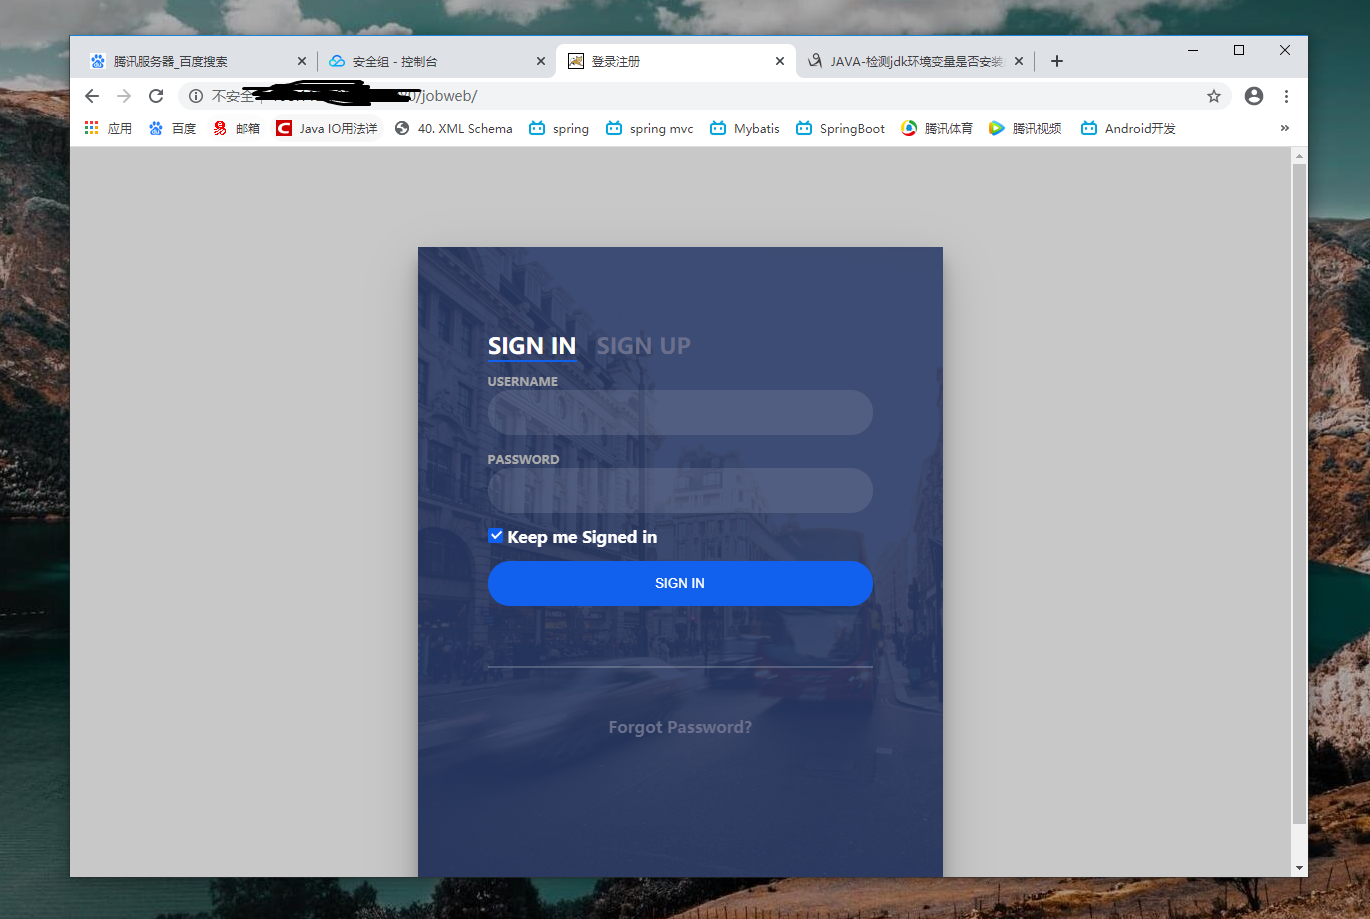 腾讯服务器_百度搜索
安全组 - 控制台
登录注册
JAVA-检测jdk环境变量是否安装
不安全
0/jobweb/
应用
百度
邮箱
Java IO用法详
40. XML Schema
spring
spring mvc
Mybatis
SpringBoot
腾讯体育
腾讯视频
Android开发
»
SIGN IN SIGN UP
USERNAME
PASSWORD
Keep me Signed in
SIGN IN
Forgot Password?